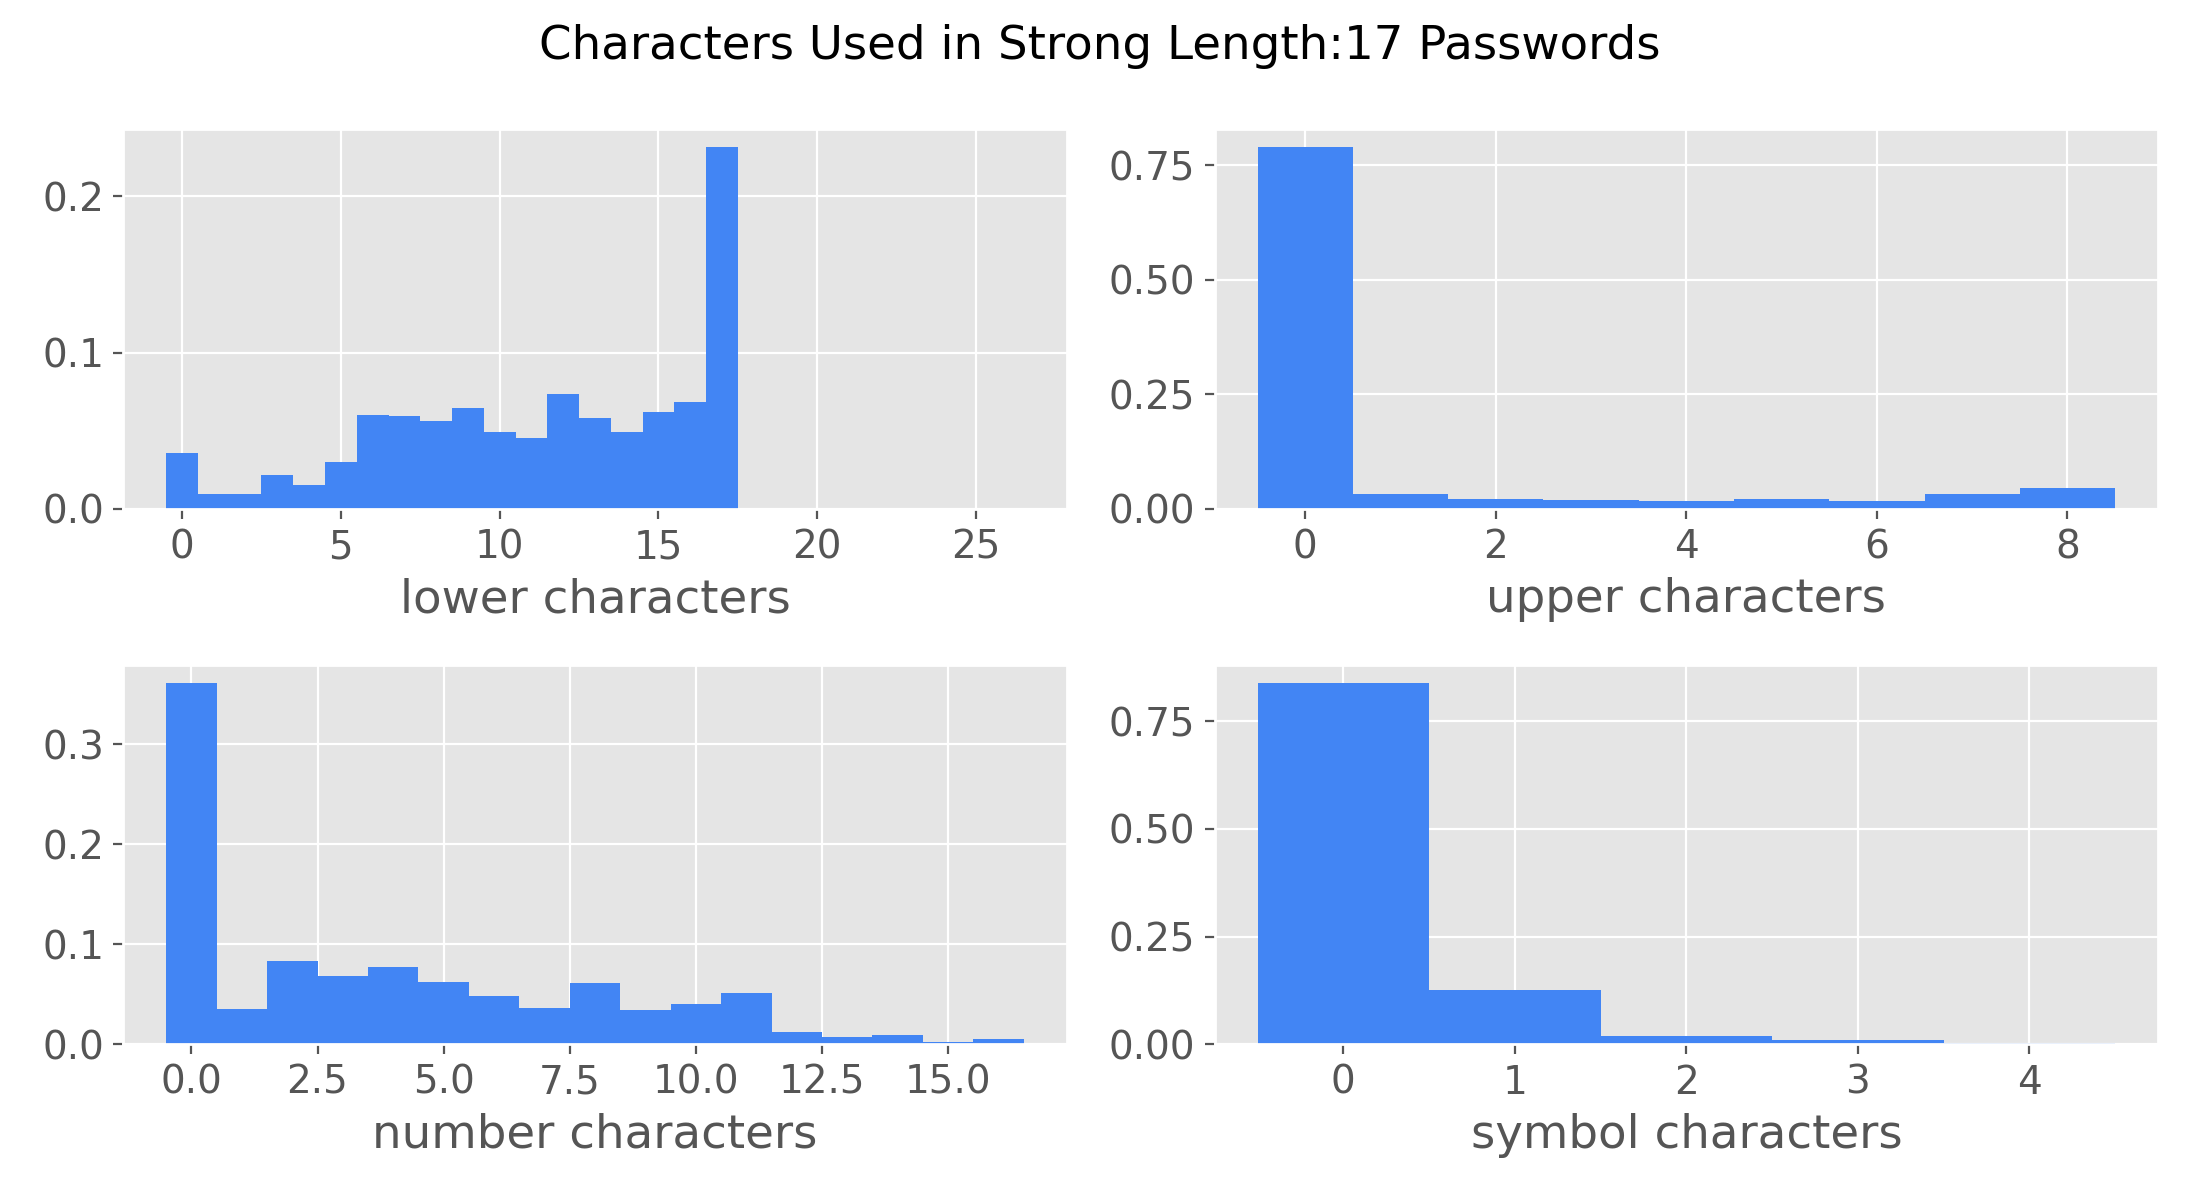 Characters Used in Strong Length:17 Passwords
0.2
0.1
0.0
0 5 10 15 20 25
lower characters
0.75
0.50
0.25
0.00
0 2 4 6 8
upper characters
0.3
0.2
0.1
0.0
0.0 2.5 5.0 7.5 10.0 12.5 15.0
number characters
0.75
0.50
0.25
0.00
0 1 2 3 4
symbol characters